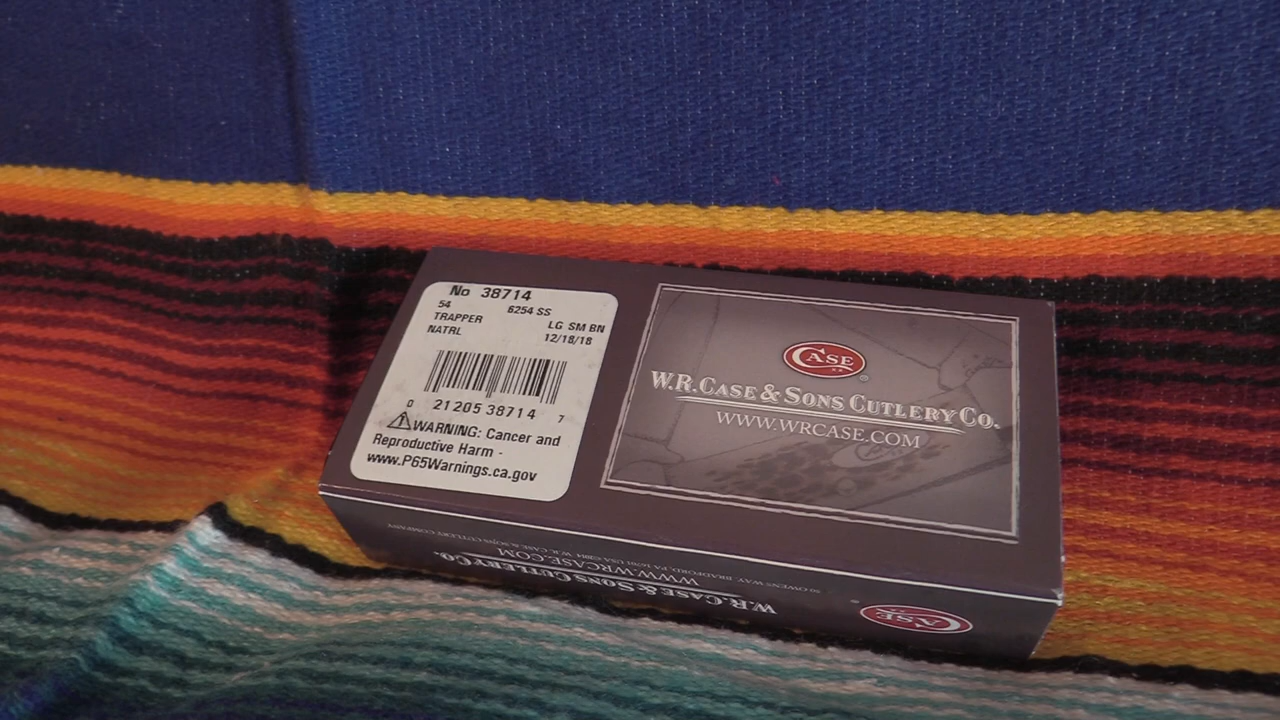 No 38714
54 6254 SS
TRAPPER LG SM BN
NATRL 12/18/18
0 21205 38714 7
WARNING: Cancer and
Reproductive Harm -
www.P65Warnings.ca.gov
CASE
®
W.R. CASE & SONS CUTLERY CO.
WWW.WRCASE.COM
CASE
W.R. CASE & SONS CUTLERY CO.
WWW.WRCASE.COM
OWENS WAY, BRADFORD, PA 16701 USA ©2011 W.R. CASE & SONS CUTLERY COMPANY